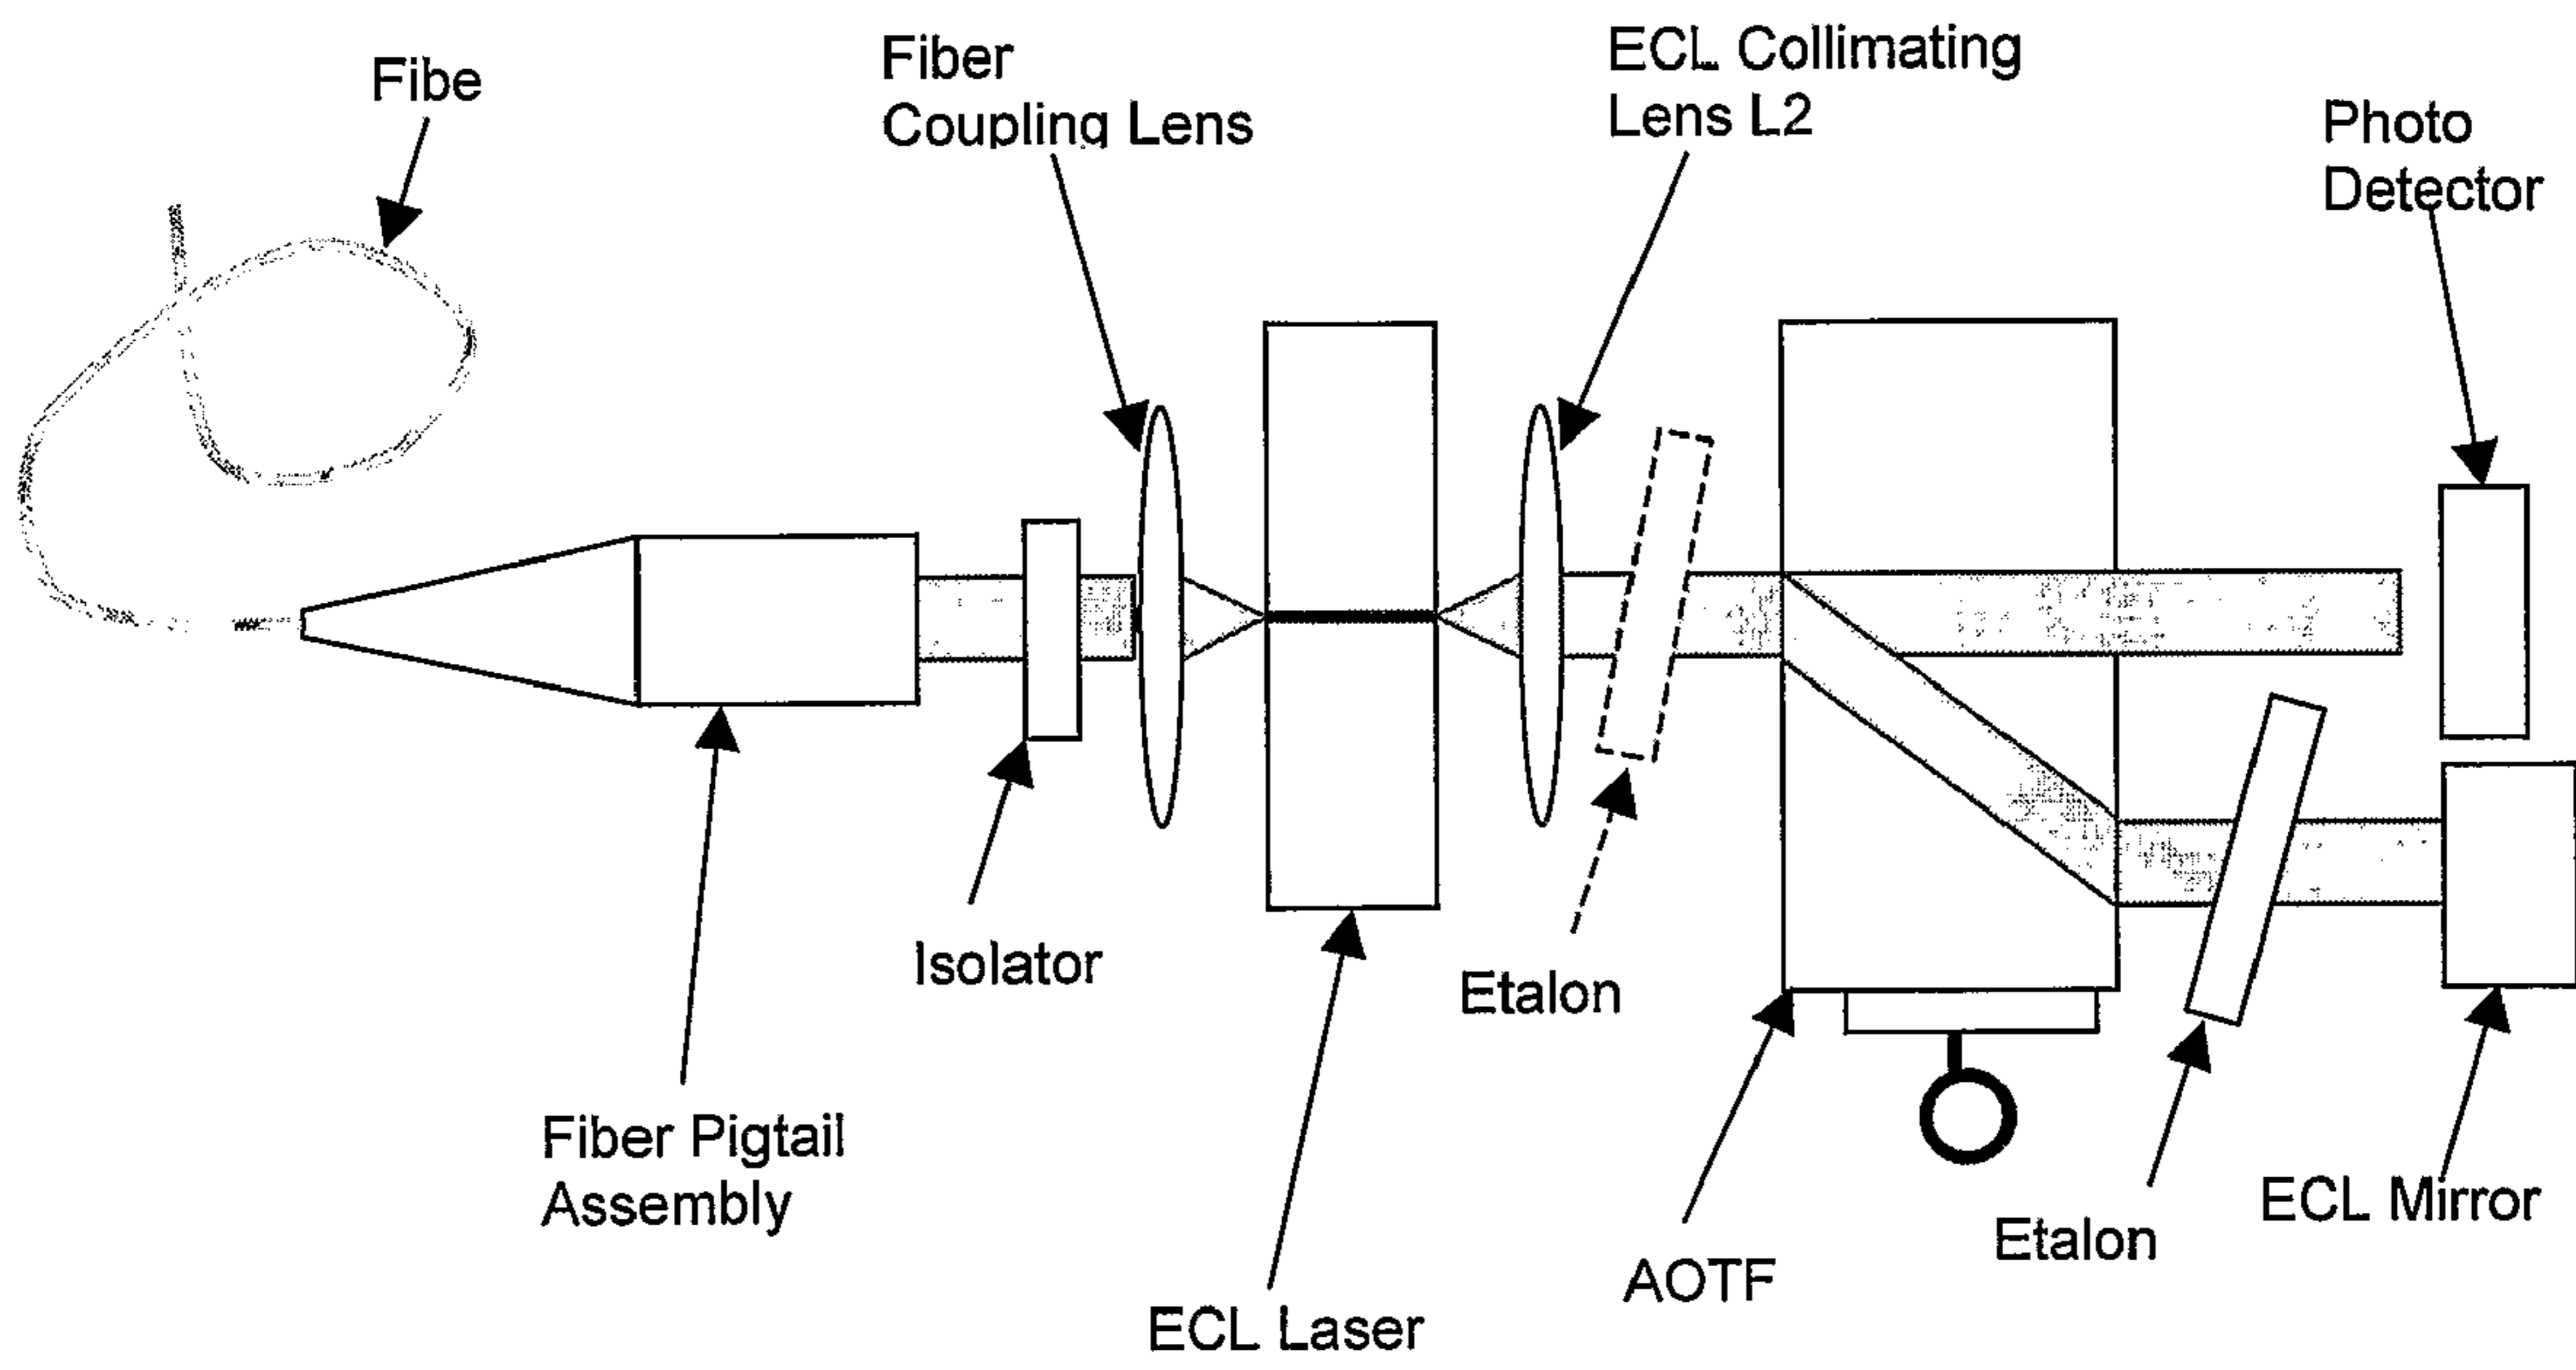 Fibe
Fiber
Coupling Lens
ECL Collimating
Lens L2
Photo
Detector
Isolator
Etalon
Fiber Pigtail
Assembly
ECL Laser
AOTF
Etalon
ECL Mirror